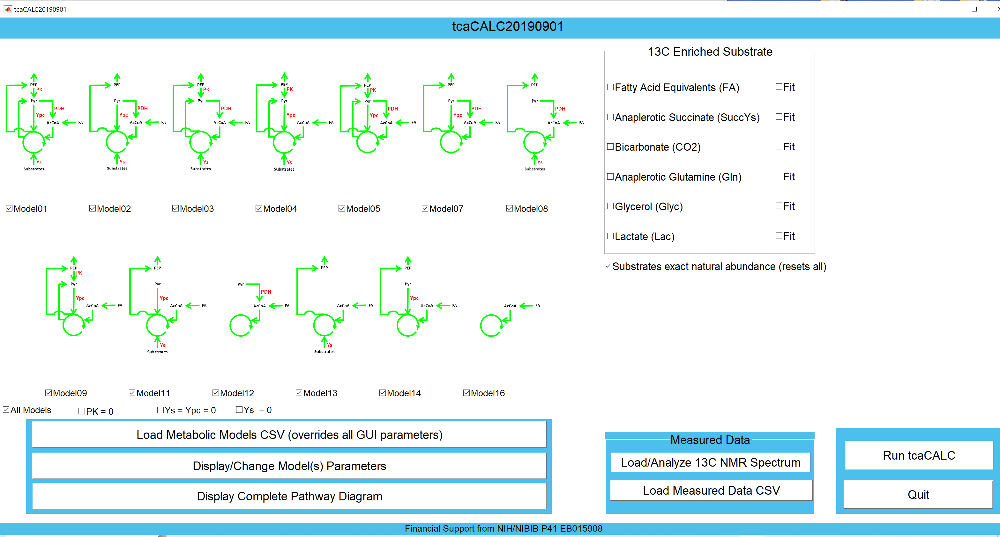 tcaCALC20190901
tcaCALC20190901
PEP
PK
Pyr
PDH
Ypc
AcCoA
FA
Ys
Substrates
PEP
Pyr
PDH
Ypc
AcCoA
FA
Ys
Substrates
PEP
PK
Pyr
PDH
AcCoA
FA
Ys
Substrates
PEP
PK
Pyr
Ypc
AcCoA
FA
Ys
Substrates
PEP
PK
Pyr
PDH
Ypc
AcCoA
FA
PEP
Pyr
PDH
Ypc
AcCoA
FA
PEP
Pyr
PDH
AcCoA
FA
Ys
Substrates
Model01 Model02 Model03 Model04 Model05 Model07 Model08
PEP
PK
Pyr
Ypc
AcCoA
FA
PEP
Pyr
Ypc
AcCoA
FA
Ys
Substrates
Pyr
PDH
AcCoA
FA
PEP
AcCoA
FA
Ys
Substrates
PEP
Pyr
Ypc
AcCoA
FA
AcCoA
FA
Model09 Model11 Model12 Model13 Model14 Model16
All Models PK = 0 Ys = Ypc = 0 Ys = 0
Load Metabolic Models CSV (overrides all GUI parameters)
Display/Change Model(s) Parameters
Display Complete Pathway Diagram
13C Enriched Substrate
Fatty Acid Equivalents (FA) Fit
Anaplerotic Succinate (SuccYs) Fit
Bicarbonate (CO2) Fit
Anaplerotic Glutamine (Gln) Fit
Glycerol (Glyc) Fit
Lactate (Lac) Fit
Substrates exact natural abundance (resets all)
Measured Data
Load/Analyze 13C NMR Spectrum
Load Measured Data CSV
Run tcaCALC
Quit
Financial Support from NIH/NIBIB P41 EB015908